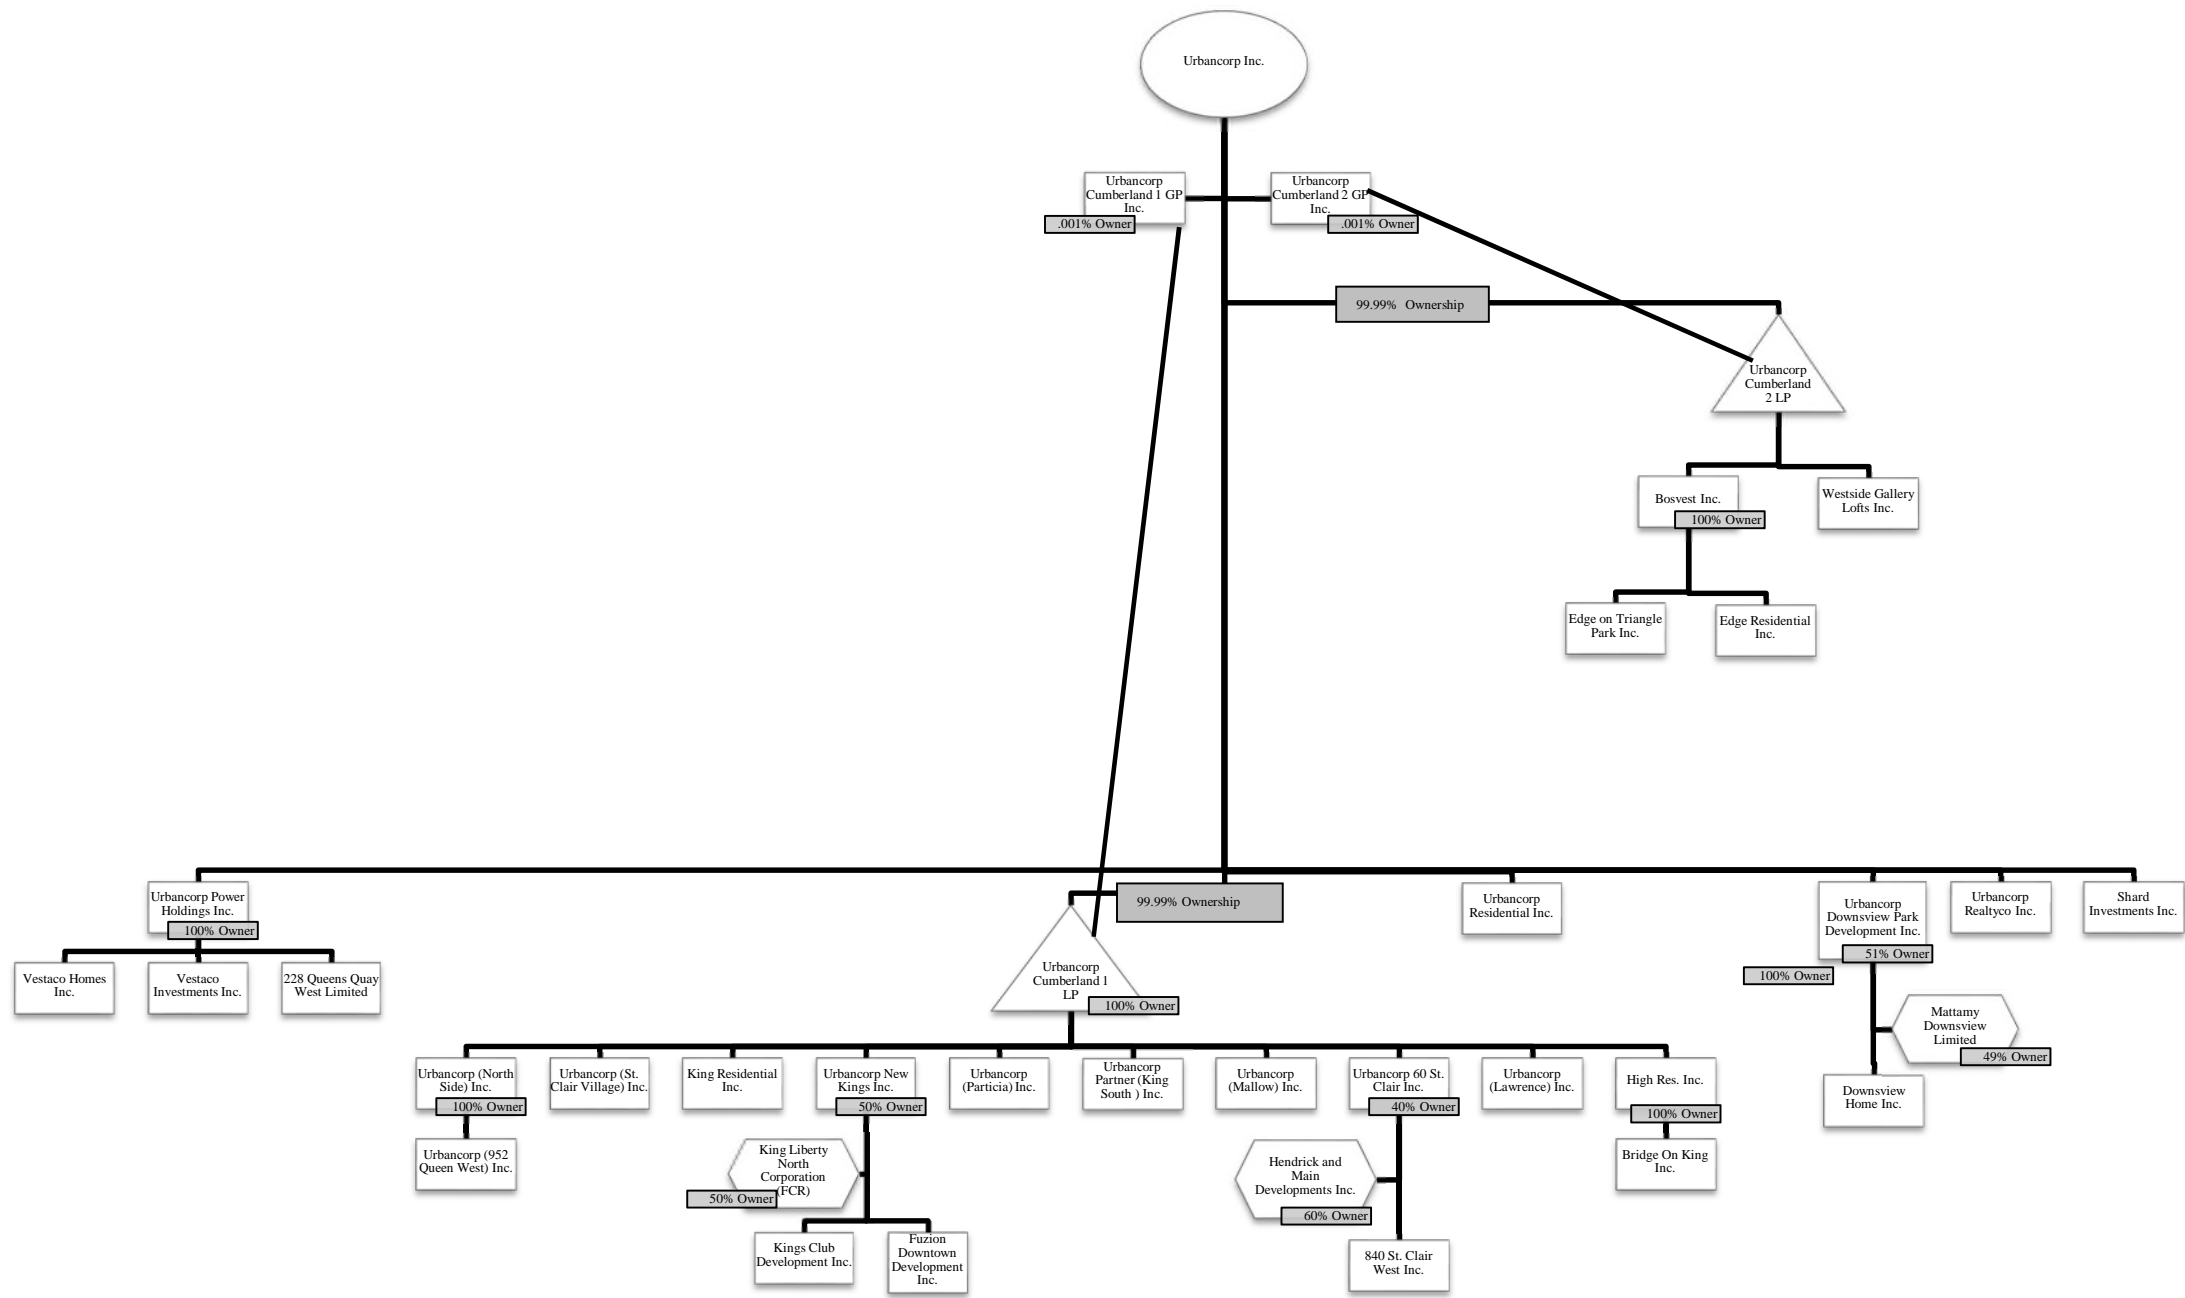 Urbancorp Inc.
Urbancorp
Cumberland 1 GP
Inc.
.001% Owner
Urbancorp
Cumberland 2 GP
Inc.
.001% Owner
99.99% Ownership
Urbancorp
Cumberland
2 LP
Bosvest Inc.
100% Owner
Westside Gallery
Lofts Inc.
Edge on Triangle
Park Inc.
Edge Residential
Inc.
Urbancorp Power
Holdings Inc.
100% Owner
99.99% Ownership
Urbancorp
Residential Inc.
Urbancorp
Downsview Park
Development Inc.
51% Owner
100% Owner
Urbancorp
Realtyco Inc.
Shard
Investments Inc.
Vestaco Homes
Inc.
Vestaco
Investments Inc.
228 Queens Quay
West Limited
Urbancorp
Cumberland 1
LP
100% Owner
Mattamy
Downsview
Limited
49% Owner
Urbancorp (North
Side) Inc.
100% Owner
Urbancorp (St.
Clair Village) Inc.
King Residential
Inc.
Urbancorp New
Kings Inc.
50% Owner
Urbancorp
(Particia) Inc.
Urbancorp
Partner (King
South ) Inc.
Urbancorp
(Mallow) Inc.
Urbancorp 60 St.
Clair Inc.
40% Owner
Urbancorp
(Lawrence) Inc.
High Res. Inc.
100% Owner
Downsview
Home Inc.
Urbancorp (952
Queen West) Inc.
King Liberty
North
Corporation
(FCR)
50% Owner
Hendrick and
Main
Developments Inc.
60% Owner
Bridge On King
Inc.
Kings Club
Development Inc.
Fuzion
Downtown
Development
Inc.
840 St. Clair
West Inc.